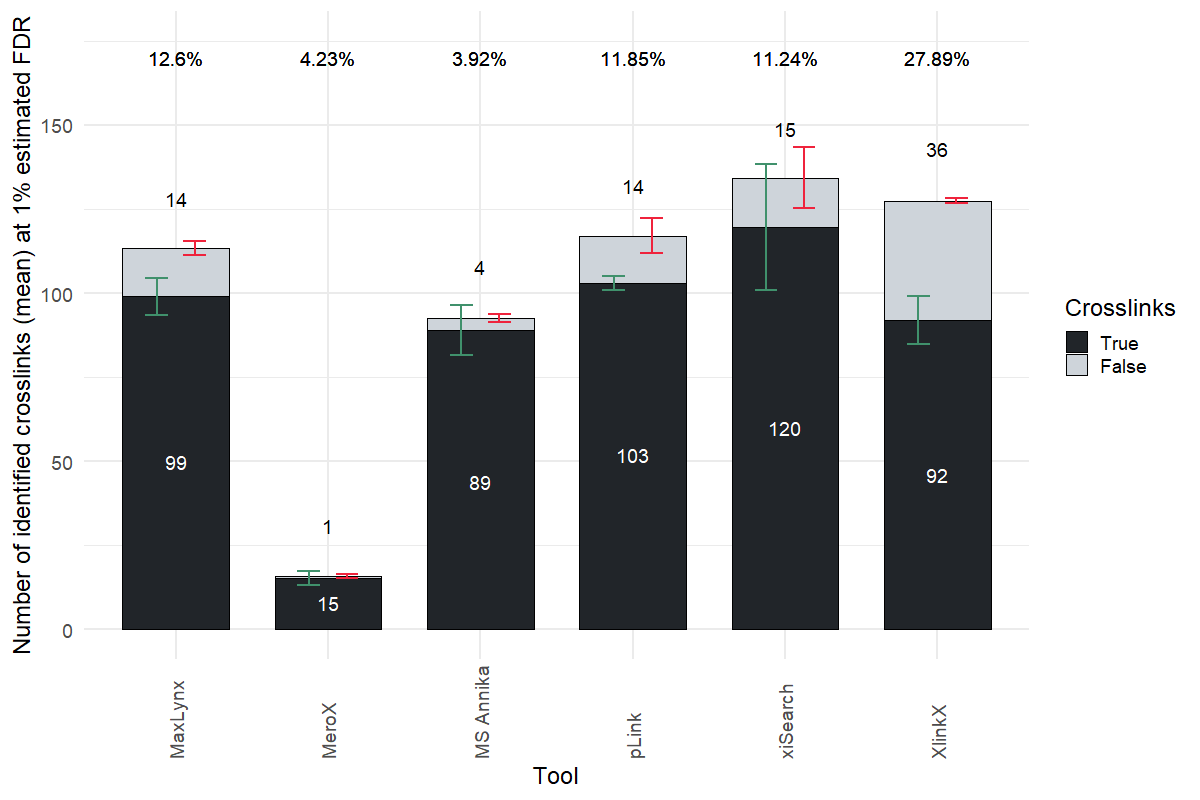 Number of identified crosslinks (mean) at 1% estimated FDR
12.6% 4.23% 3.92% 11.85% 11.24% 27.89%
150
100
50
0
14
99
1
15
4
89
14
103
15
120
36
92
MaxLynx
MeroX
MS Annika
pLink
xiSearch
XlinkX
Tool
Crosslinks
True
False